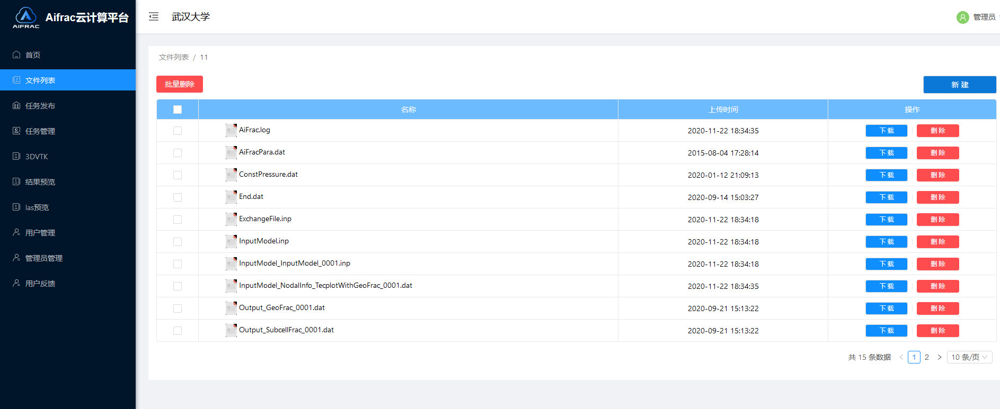 AIFRAC
Aifrac云计算平台
武汉大学
管理员
首页
文件列表
任务发布
任务管理
3DVTK
结果预览
las预览
用户管理
管理员管理
用户反馈
文件列表 / 11
批量删除
新 建
名称 上传时间 操作
AiFrac.log 2020-11-22 18:34:35 下 载 删 除
AiFracPara.dat 2015-08-04 17:28:14 下 载 删 除
ConstPressure.dat 2020-01-12 21:09:13 下 载 删 除
End.dat 2020-09-14 15:03:27 下 载 删 除
ExchangeFile.inp 2020-11-22 18:34:18 下 载 删 除
InputModel.inp 2020-11-22 18:34:18 下 载 删 除
InputModel_InputModel_0001.inp 2020-11-22 18:34:18 下 载 删 除
InputModel_NodalInfo_TecplotWithGeoFrac_0001.dat 2020-11-22 18:34:35 下 载 删 除
Output_GeoFrac_0001.dat 2020-09-21 15:13:22 下 载 删 除
Output_SubcellFrac_0001.dat 2020-09-21 15:13:22 下 载 删 除
共 15 条数据 < 1 2 > 10 条/页